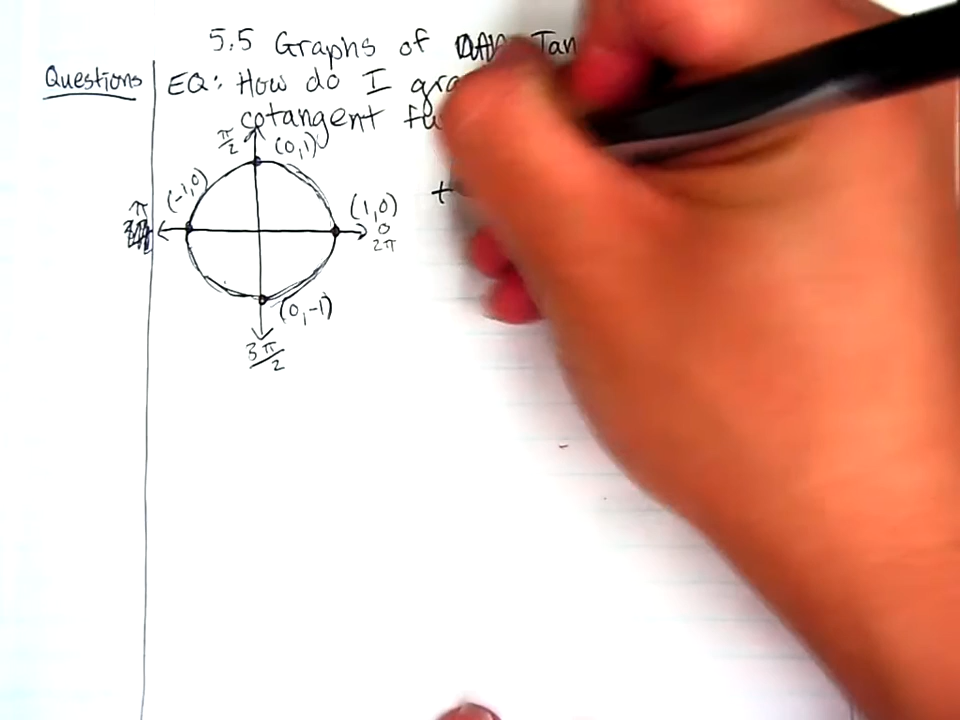 5.5 Graphs of Tan
Questions
EQ: How do I gra
cotangent fu
π/2
(0,1)
(-1,0)
π
(1,0)
0
2π
(0,-1)
3π/2